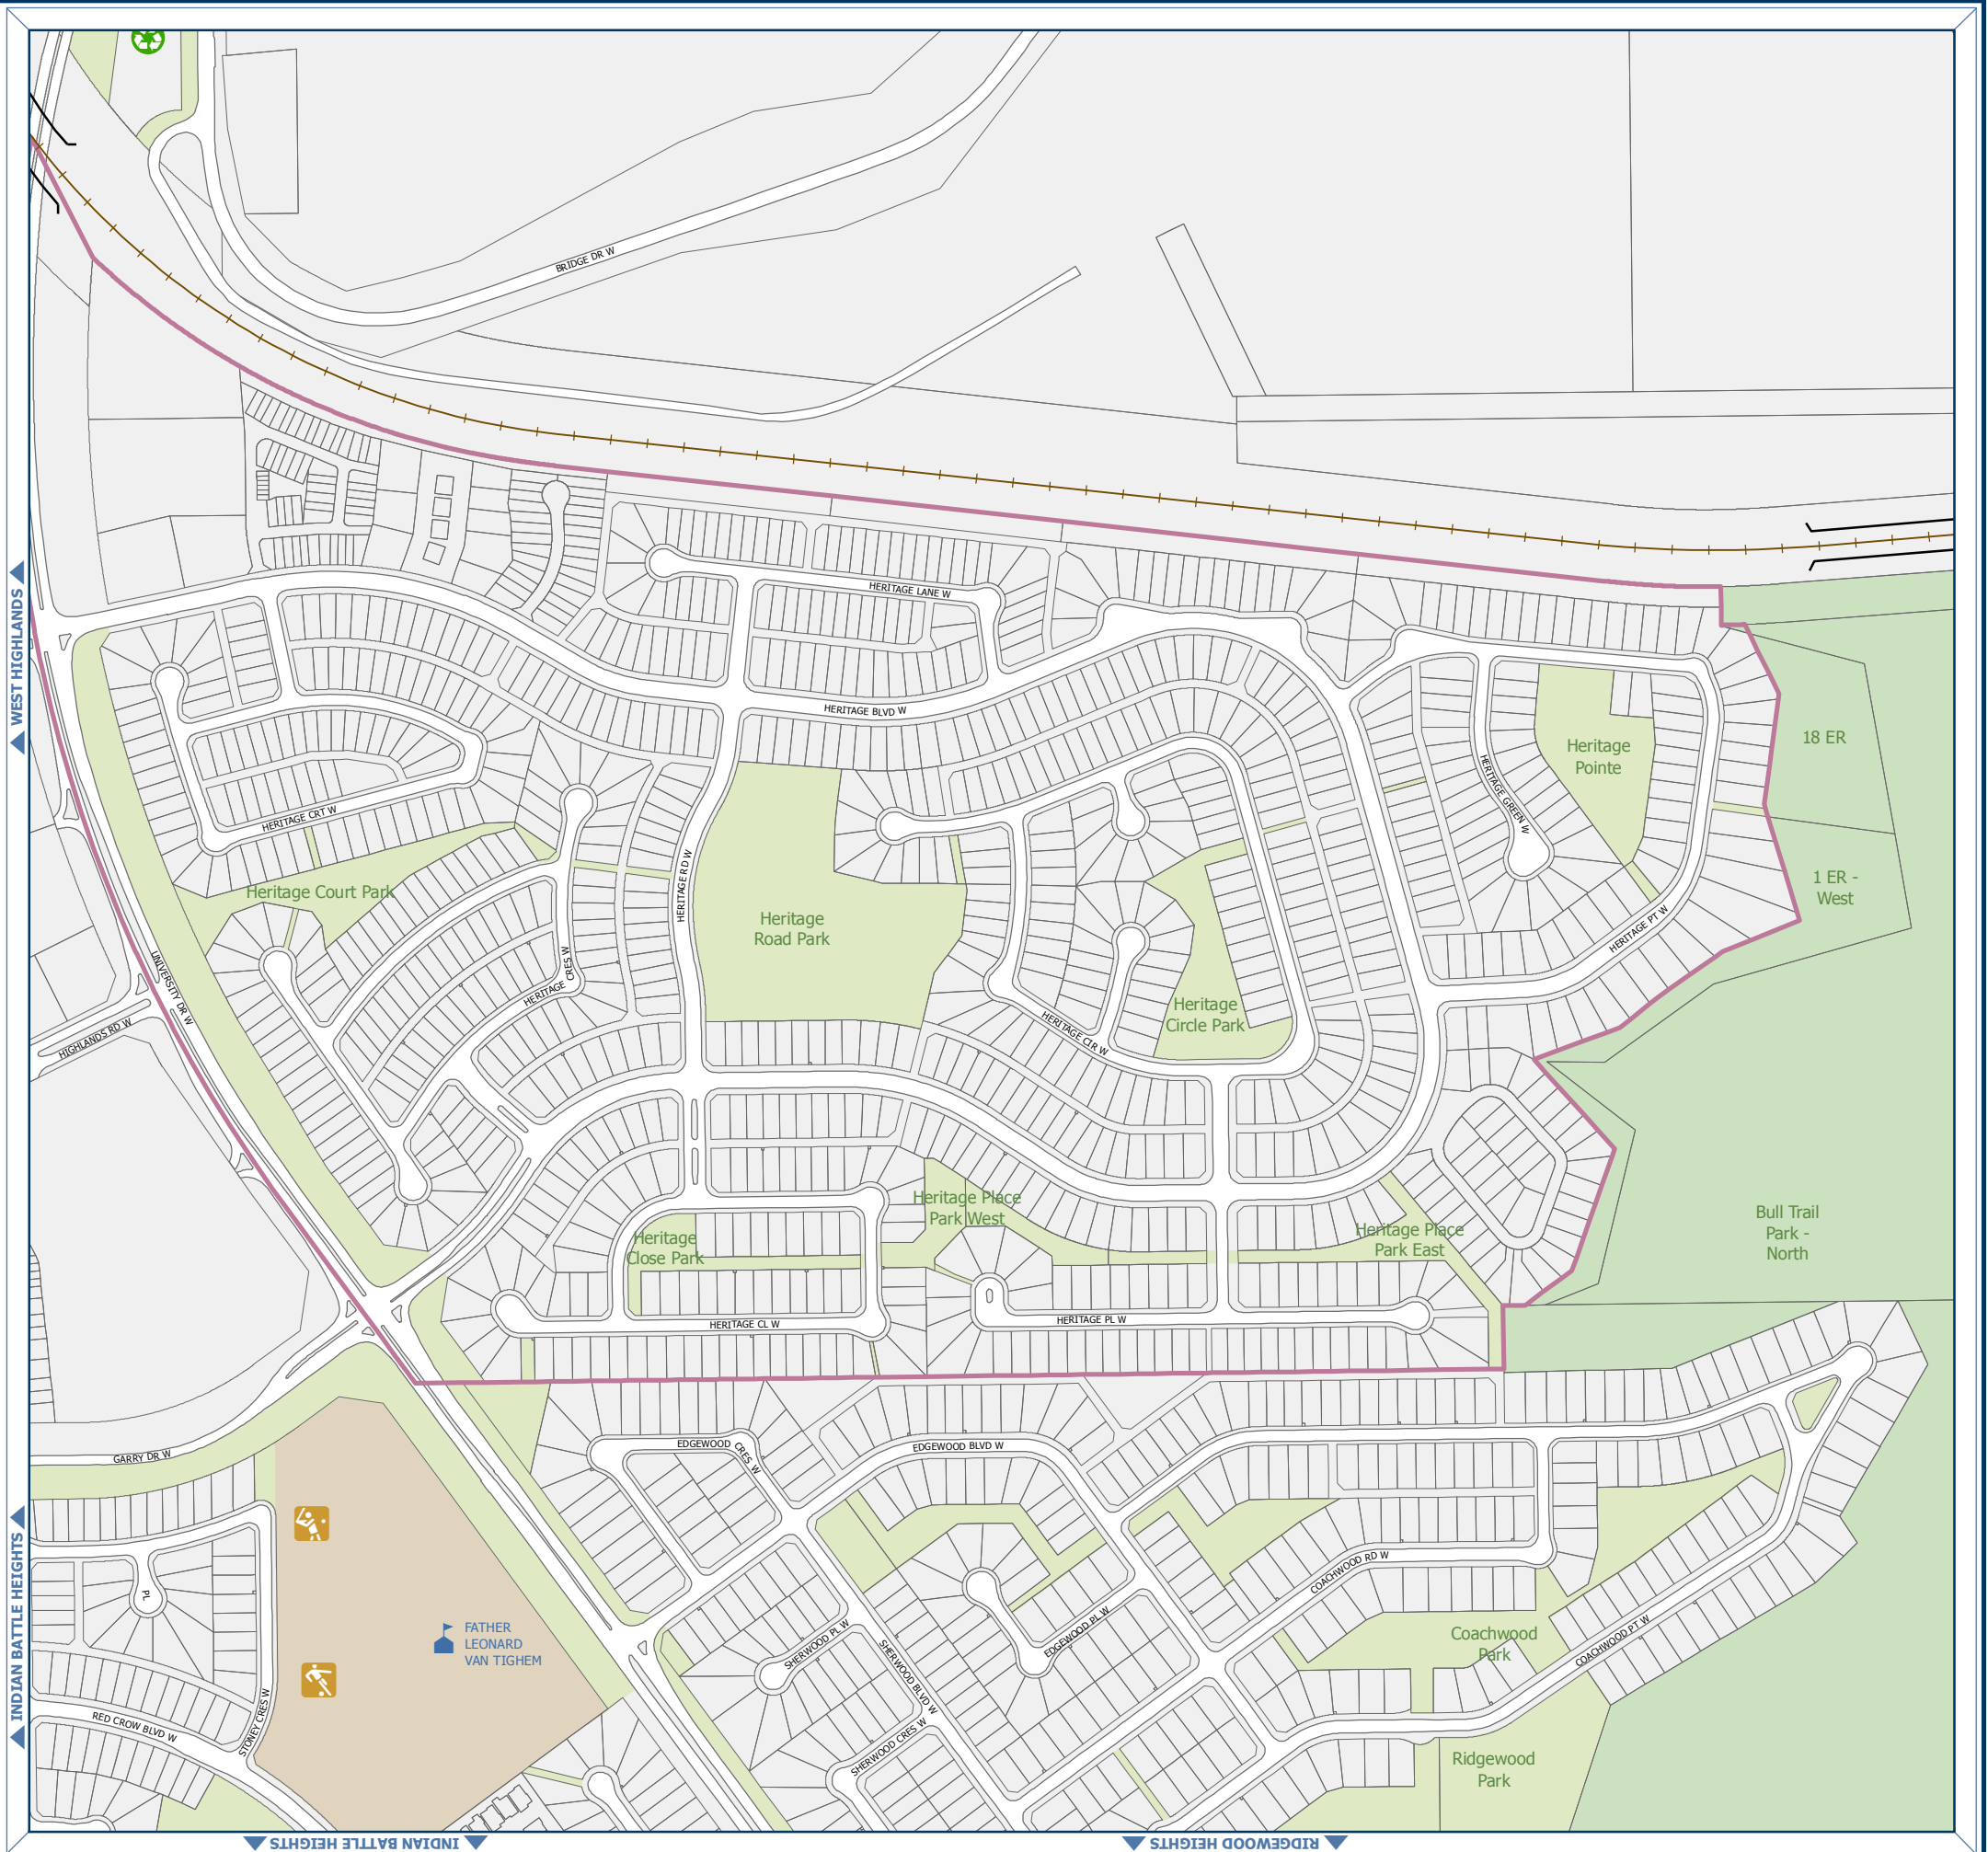 BRIDGE DR W
WEST HIGHLANDS
HERITAGE LANE W
HERITAGE BLVD W
Heritage
Pointe
18 ER
HERITAGE GREEN W
HERITAGE CRT W
Heritage Court Park
HERITAGE RD W
Heritage
Road Park
1 ER -
West
HERITAGE PT W
UNIVERSITY DR W
HERITAGE CRES W
Heritage
Circle Park
HERITAGE CIR W
HIGHLANDS RD W
Heritage Place
Park West
Heritage
Close Park
Heritage Place
Park East
Bull Trail
Park -
North
HERITAGE CL W
HERITAGE PL W
GARRY DR W
EDGEWOOD CRES W
EDGEWOOD BLVD W
COACHWOOD RD W
PL
INDIAN BATTLE HEIGHTS
FATHER
LEONARD
VAN TIGHEM
SHERWOOD PL W
EDGEWOOD PL W
SHERWOOD BLVD W
Coachwood
Park
COACHWOOD PT W
RED CROW BLVD W
STONEY CRES W
SHERWOOD CRES W
Ridgewood
Park
INDIAN BATTLE HEIGHTS
RIDGEWOOD HEIGHTS